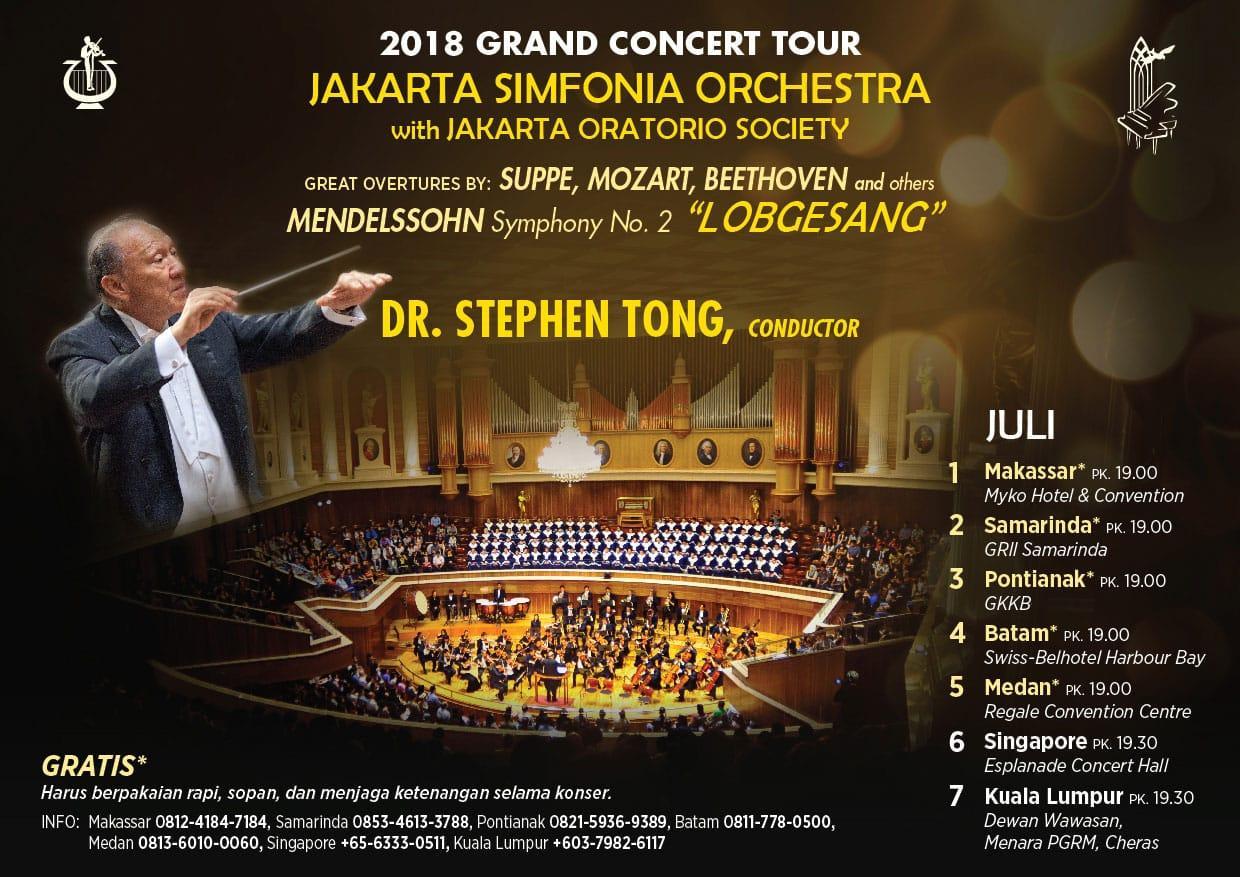 2018 GRAND CONCERT TOUR
JAKARTA SIMFONIA ORCHESTRA
with JAKARTA ORATORIO SOCIETY
GREAT OVERTURES BY: SUPPE, MOZART, BEETHOVEN and others
MENDELSSOHN Symphony No. 2 “LOBGESANG”
DR. STEPHEN TONG, CONDUCTOR
JULI
1 Makassar* PK. 19.00
Myko Hotel & Convention
2 Samarinda* PK. 19.00
GRII Samarinda
3 Pontianak* PK. 19.00
GKKB
4 Batam* PK. 19.00
Swiss-Belhotel Harbour Bay
5 Medan* PK. 19.00
Regale Convention Centre
6 Singapore PK. 19.30
Esplanade Concert Hall
7 Kuala Lumpur PK. 19.30
Dewan Wawasan,
Menara PGRM, Cheras
GRATIS*
Harus berpakaian rapi, sopan, dan menjaga ketenangan selama konser.
INFO: Makassar 0812-4184-7184, Samarinda 0853-4613-3788, Pontianak 0821-5936-9389, Batam 0811-778-0500,
Medan 0813-6010-0060, Singapore +65-6333-0511, Kuala Lumpur +603-7982-6117